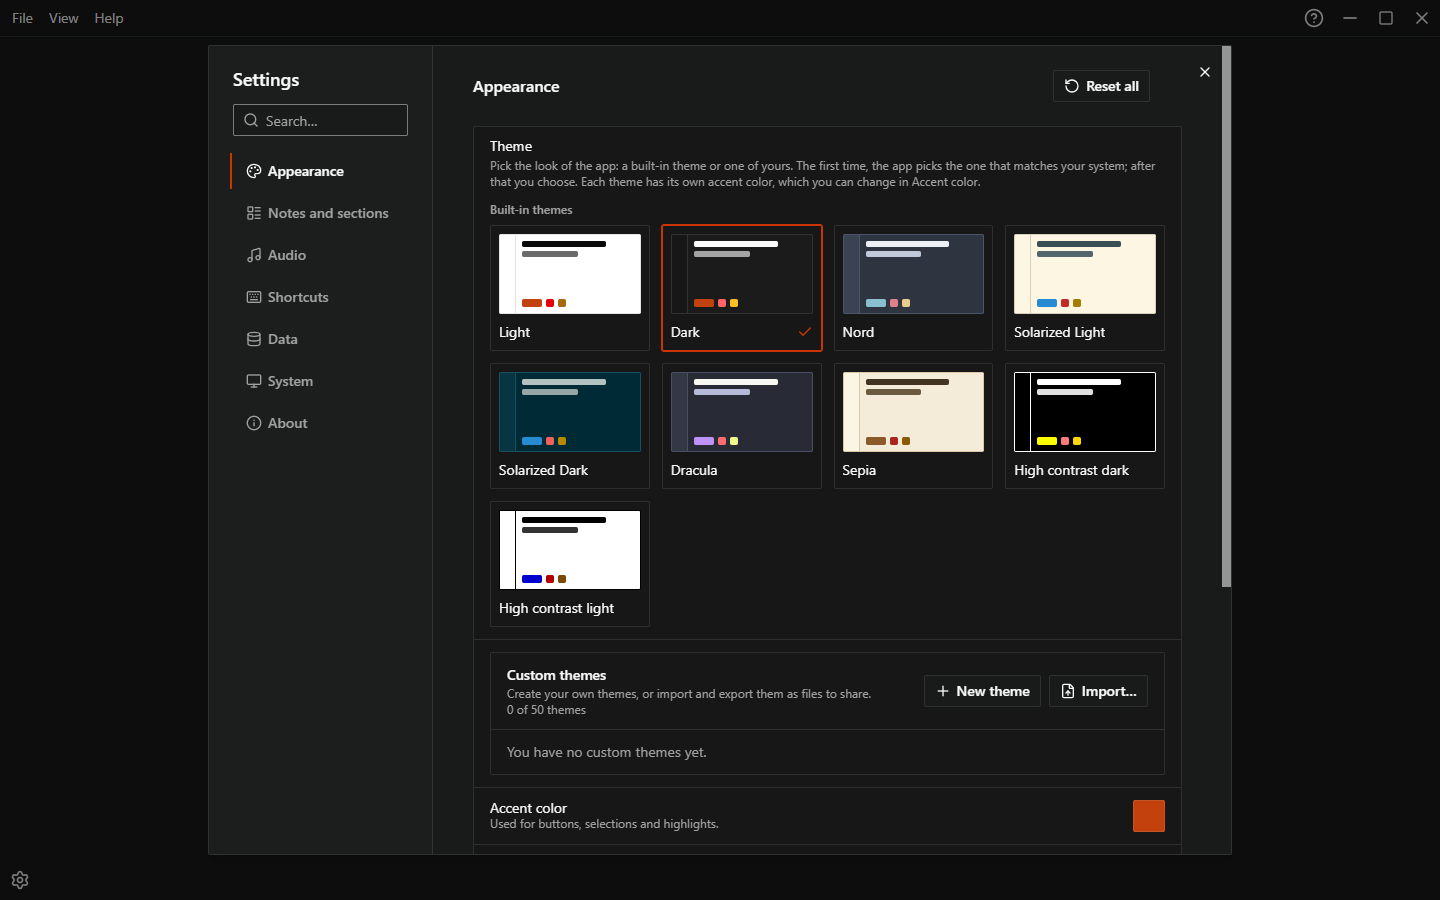 File View Help
Settings
Search...
Appearance
Notes and sections
Audio
Shortcuts
Data
System
About
Appearance
Reset all
Theme
Pick the look of the app: a built-in theme or one of yours. The first time, the app picks the one that matches your system; after
that you choose. Each theme has its own accent color, which you can change in Accent color.
Built-in themes
Light
Dark
Nord
Solarized Light
Solarized Dark
Dracula
Sepia
High contrast dark
High contrast light
Custom themes
Create your own themes, or import and export them as files to share.
0 of 50 themes
New theme
Import...
You have no custom themes yet.
Accent color
Used for buttons, selections and highlights.